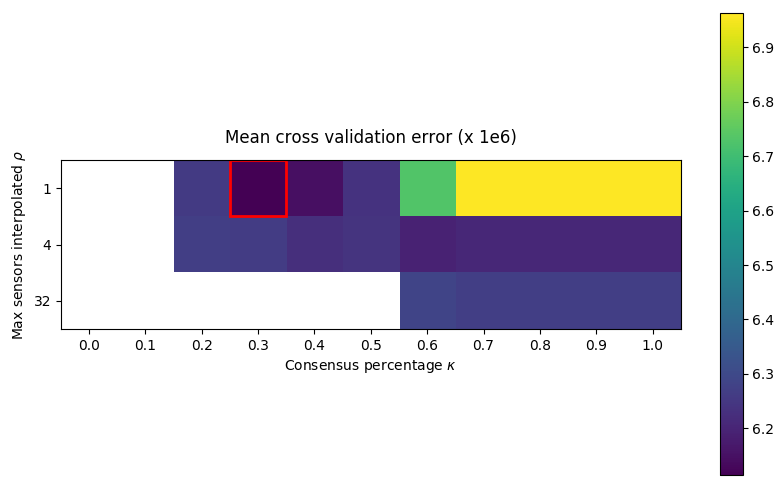 Mean cross validation error (x 1e6)
Max sensors interpolated ρ
1
4
32
0.0 0.1 0.2 0.3 0.4 0.5 0.6 0.7 0.8 0.9 1.0
Consensus percentage κ
6.9
6.8
6.7
6.6
6.5
6.4
6.3
6.2